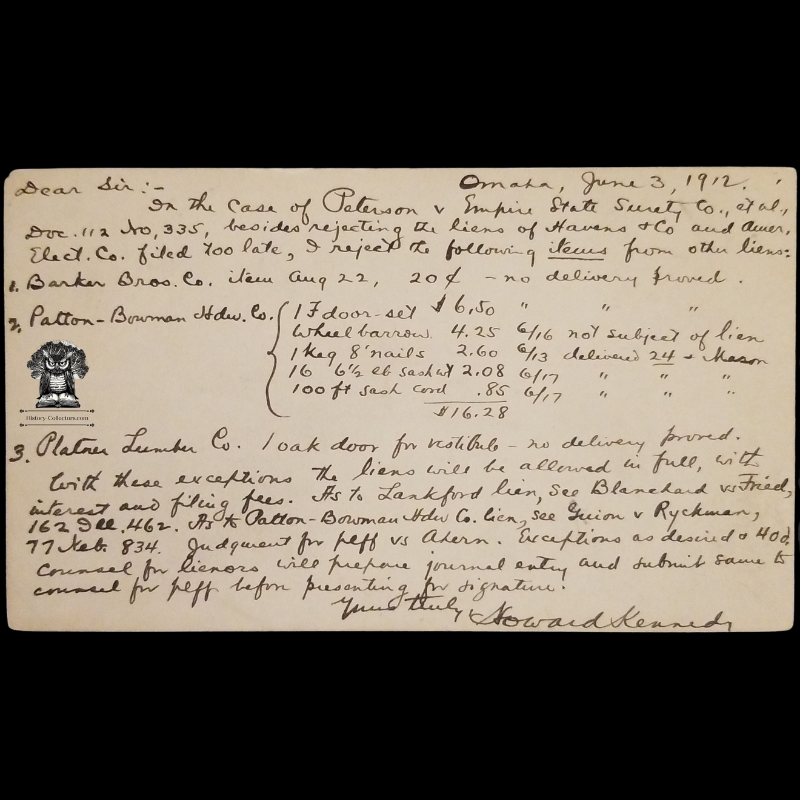 Omaha, June 3, 1912.
Dear Sir:-
In the case of Peterson v Empire State Surety Co., et al.,
Doc. 112 No, 335, besides rejecting the liens of Havens & Co and Amer,
Elect. Co. filed too late, I reject the following items from other liens:
1. Barker Bros. Co. item Aug 22, 20¢ - no delivery proved.
2. Patton-Bowman Hdw. Co. 1 F door-set $6,50 " " "
Wheelbarrow 4.25 6/16 not subject of lien
1 keg 8' nails 2.60 6/13 delivered 24 & Mason
16 6½ lb sash wt 2.08 6/17 " " "
100 ft sash cord .85 6/17 " " "
$16.28
History-Collectors.com
3. Platner Lumber Co. 1 oak door for vestibule - no delivery proved.
With these exceptions the liens will be allowed in full, with
interest and filing fees. As to Lankford lien, see Blanchard vs Fried,
162 Ill. 462. As to Patton-Bowman Hdw Co. lien, see Guion v Ryckman,
77 Neb. 834. Judgment for plff vs Ahern. Exceptions as desired & 40 d.
Counsel for lienors will prepare journal entry and submit same to
counsel for plff before presenting for signature.
Yours truly,
Howard Kennedy